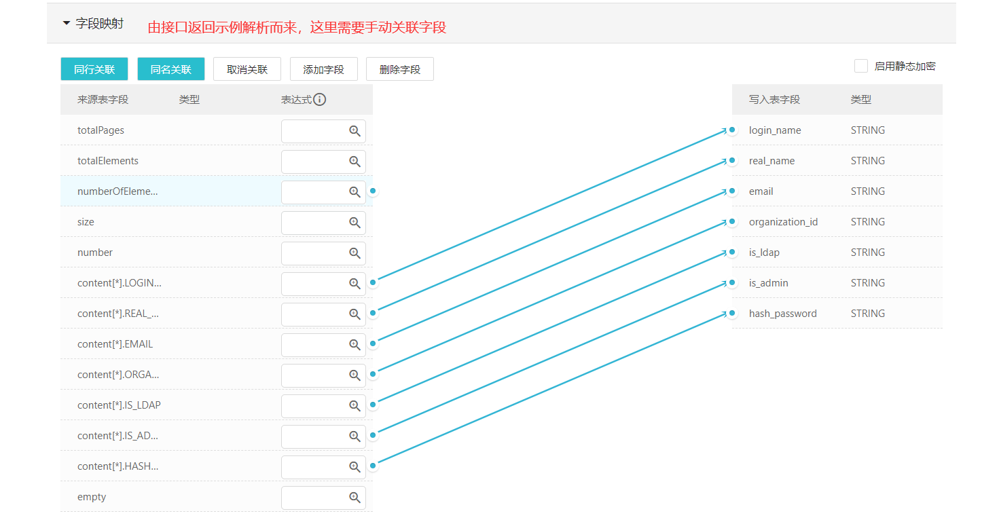 字段映射
由接口返回示例解析而来，这里需要手动关联字段
同行关联 同名关联 取消关联 添加字段 删除字段
启用静态加密
来源表字段 类型 表达式 写入表字段 类型
totalPages login_name STRING
totalElements real_name STRING
numberOfEleme... email STRING
size organization_id STRING
number is_ldap STRING
content[*].LOGIN... is_admin STRING
content[*].REAL_... hash_password STRING
content[*].EMAIL
content[*].ORGA...
content[*].IS_LDAP
content[*].IS_AD...
content[*].HASH...
empty